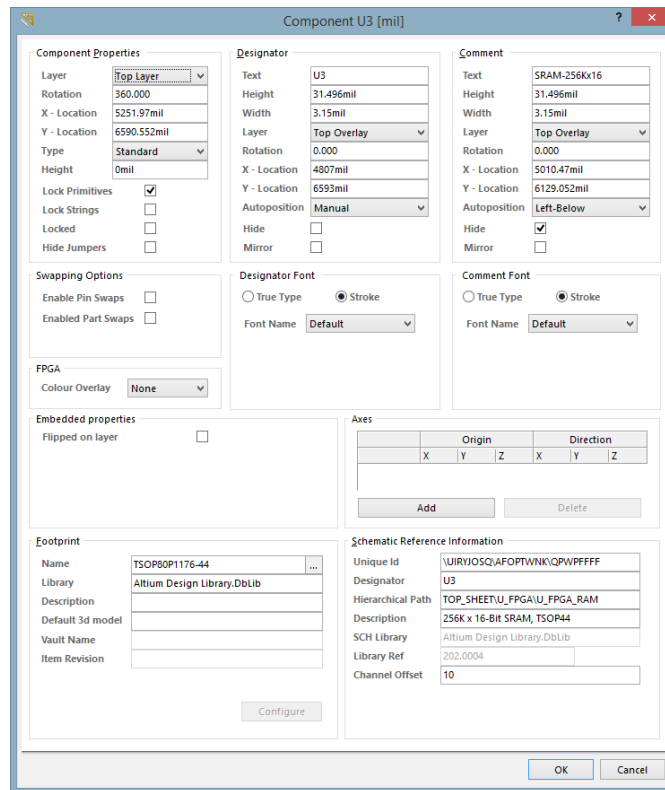 Component U3 [mil]
?
×
Component Properties
Layer Top Layer
Rotation 360.000
X - Location 5251.97mil
Y - Location 6590.552mil
Type Standard
Height 0mil
Lock Primitives
Lock Strings
Locked
Hide Jumpers
Designator
Text U3
Height 31.496mil
Width 3.15mil
Layer Top Overlay
Rotation 0.000
X - Location 4807mil
Y - Location 6593mil
Autoposition Manual
Hide
Mirror
Comment
Text SRAM-256Kx16
Height 31.496mil
Width 3.15mil
Layer Top Overlay
Rotation 0.000
X - Location 5010.47mil
Y - Location 6129.052mil
Autoposition Left-Below
Hide
Mirror
Swapping Options
Enable Pin Swaps
Enabled Part Swaps
Designator Font
True Type Stroke
Font Name Default
Comment Font
True Type Stroke
Font Name Default
FPGA
Colour Overlay None
Embedded properties
Flipped on layer
Axes
Origin Direction
X Y Z X Y Z
Add Delete
Footprint
Name TSOP80P1176-44 ...
Library Altium Design Library.DbLib
Description
Default 3d model
Vault Name
Item Revision
Configure
Schematic Reference Information
Unique Id \UIRYJOSQ\AFOPTWNK\QPWPFFFF
Designator U3
Hierarchical Path TOP_SHEET\U_FPGA\U_FPGA_RAM
Description 256K x 16-Bit SRAM, TSOP44
SCH Library Altium Design Library.DbLib
Library Ref 202.0004
Channel Offset 10
OK Cancel